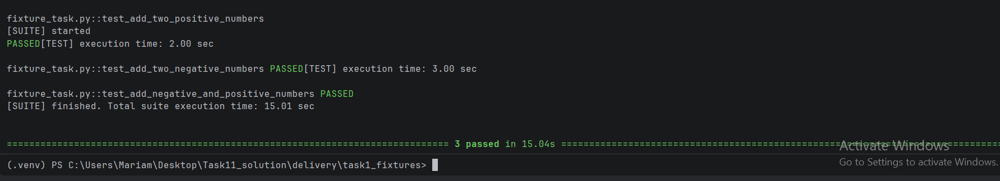 fixture_task.py::test_add_two_positive_numbers
[SUITE] started
PASSED[TEST] execution time: 2.00 sec
fixture_task.py::test_add_two_negative_numbers PASSED[TEST] execution time: 3.00 sec
fixture_task.py::test_add_negative_and_positive_numbers PASSED
[SUITE] finished. Total suite execution time: 15.01 sec
=============================================================================== 3 passed in 15.04s ===============================================================================
Activate Windows
(.venv) PS C:\Users\Mariam\Desktop\Task11_solution\delivery\task1_fixtures>
Go to Settings to activate Windows.